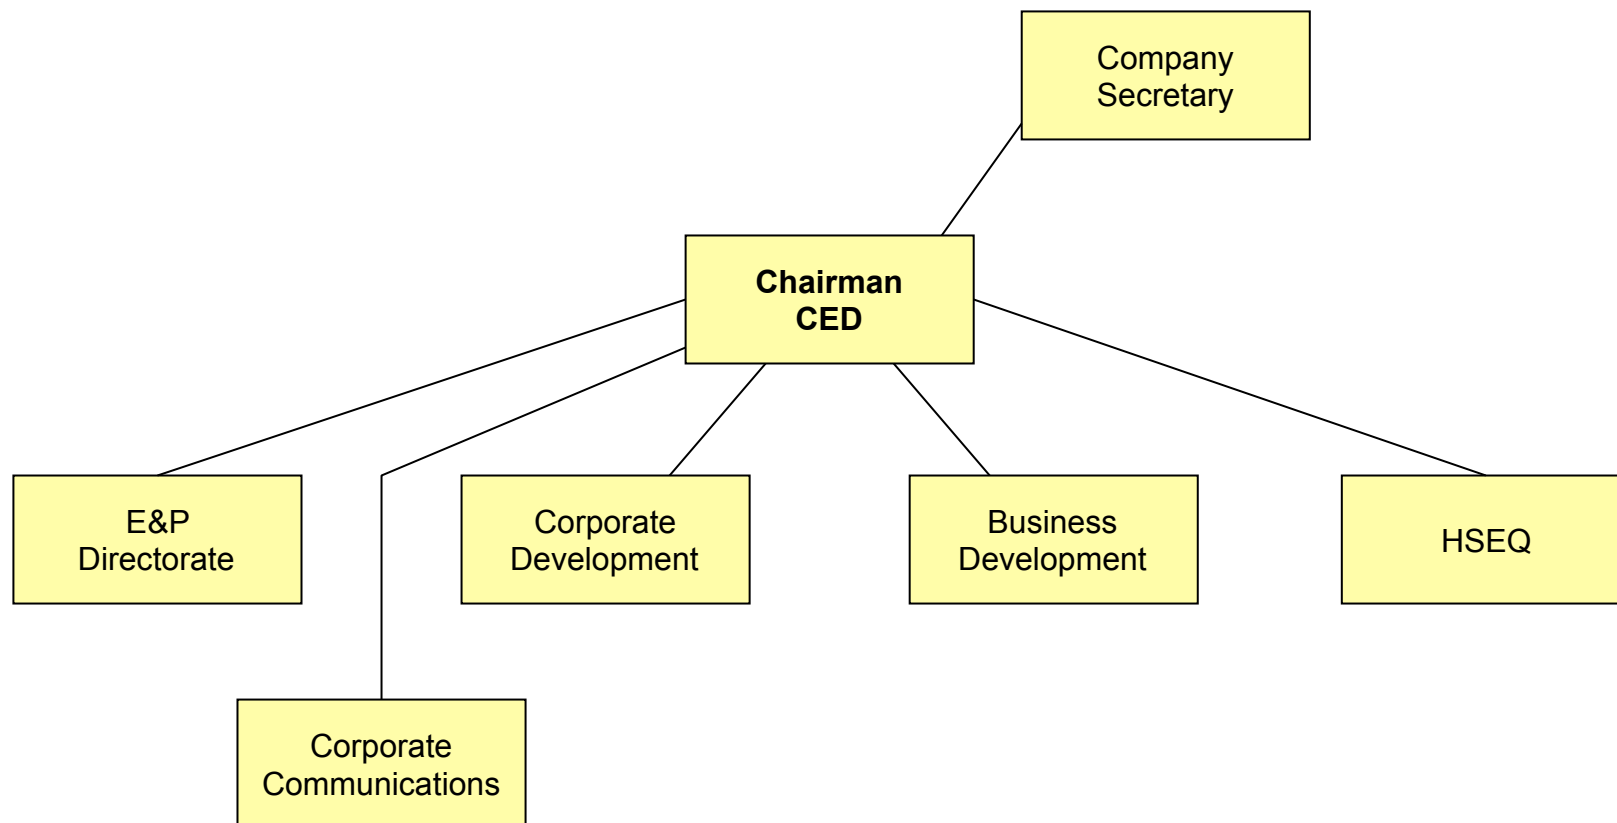 Company
Secretary
Chairman
CED
E&P
Directorate
Corporate
Development
Business
Development
HSEQ
Corporate
Communications